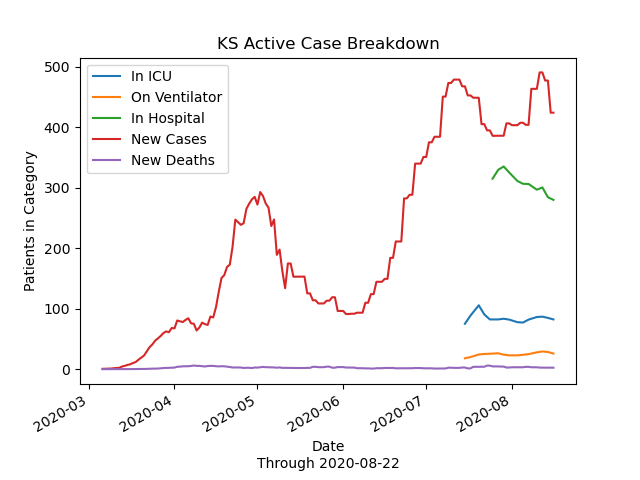 KS Active Case Breakdown
In ICU
On Ventilator
In Hospital
New Cases
New Deaths
Patients in Category
500
400
300
200
100
0
2020-03
2020-04
2020-05
2020-06
2020-07
2020-08
Date
Through 2020-08-22